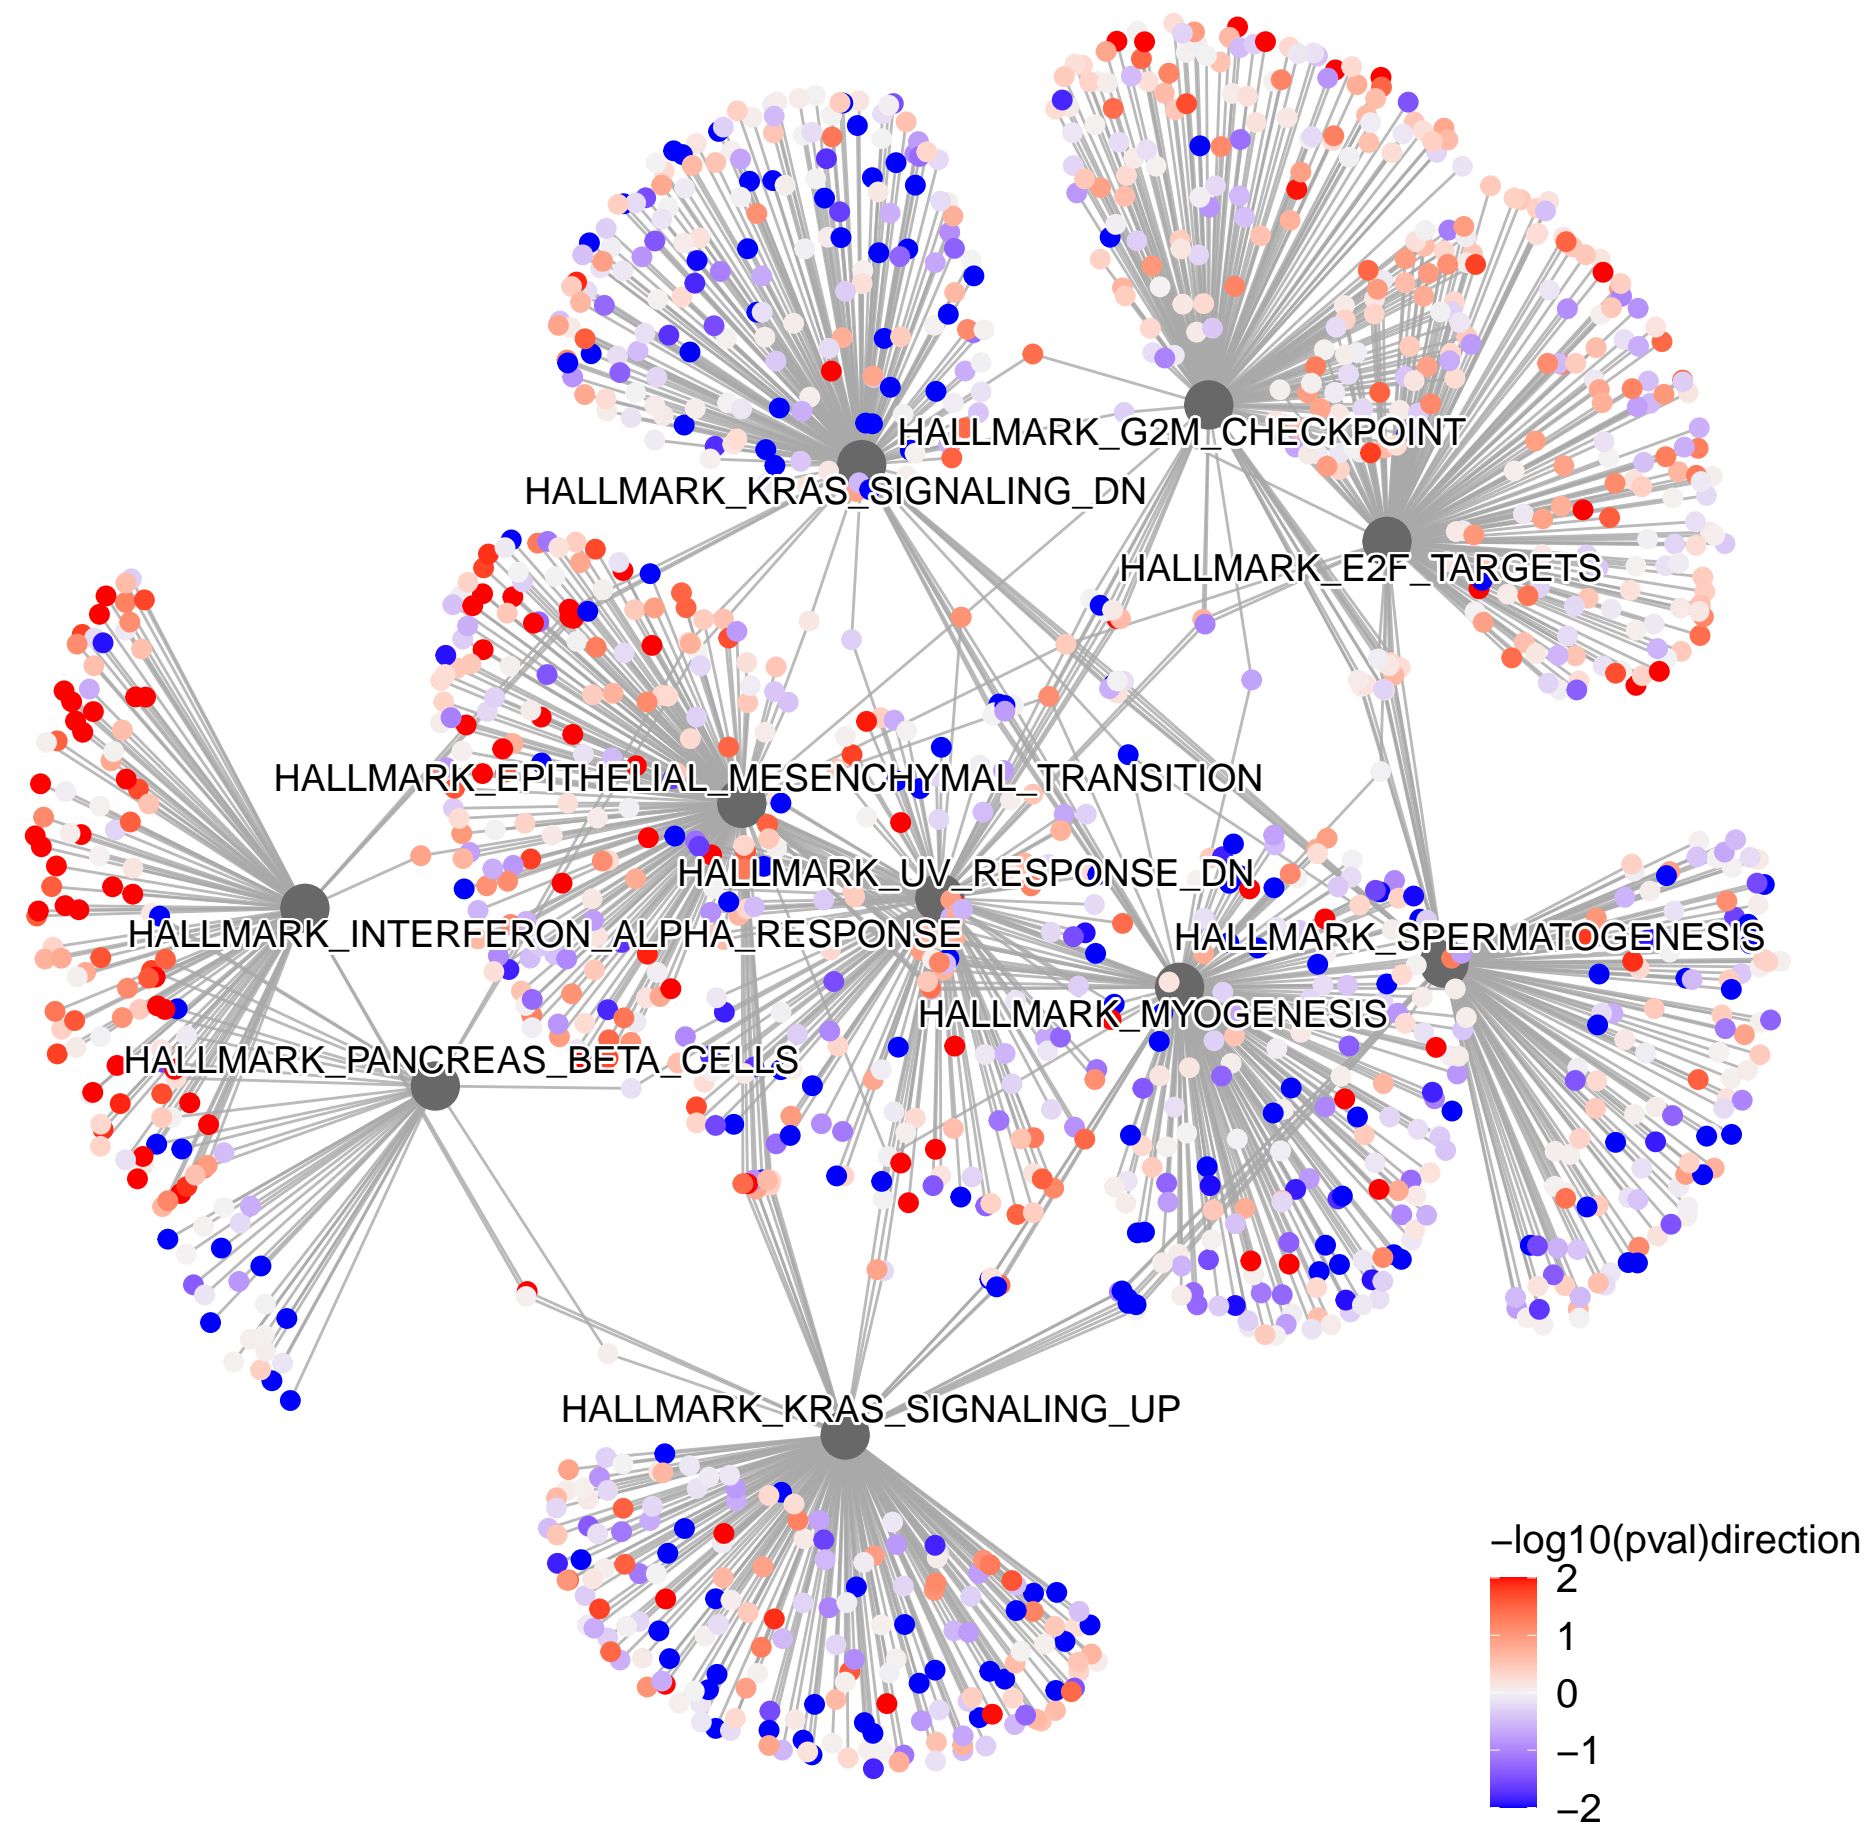 HALLMARK_G2M_CHECKPOINT
HALLMARK_KRAS_SIGNALING_DN
HALLMARK_E2F_TARGETS
HALLMARK_EPITHELIAL_MESENCHYMAL_TRANSITION
HALLMARK_UV_RESPONSE_DN
HALLMARK_INTERFERON_ALPHA_RESPONSE
HALLMARK_SPERMATOGENESIS
HALLMARK_MYOGENESIS
HALLMARK_PANCREAS_BETA_CELLS
HALLMARK_KRAS_SIGNALING_UP
−log10(pval)direction
2
1
0
−1
−2